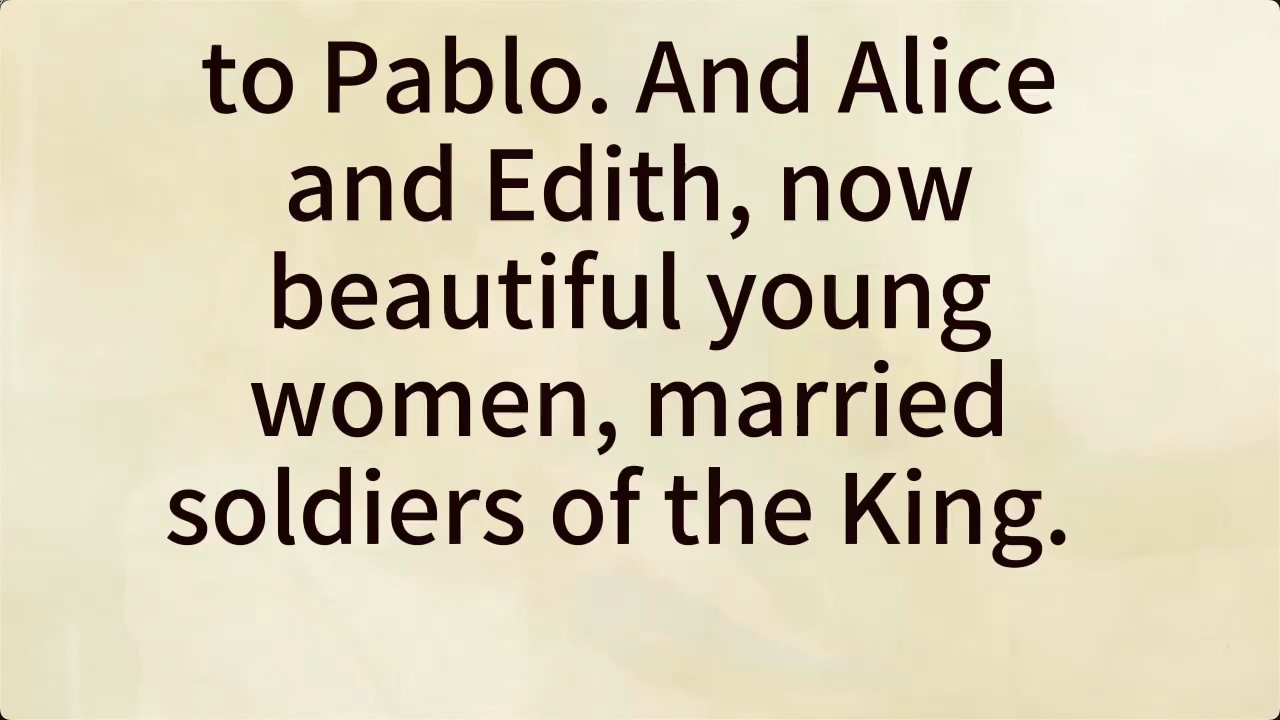 to Pablo. And Alice
and Edith, now
beautiful young
women, married
soldiers of the King.